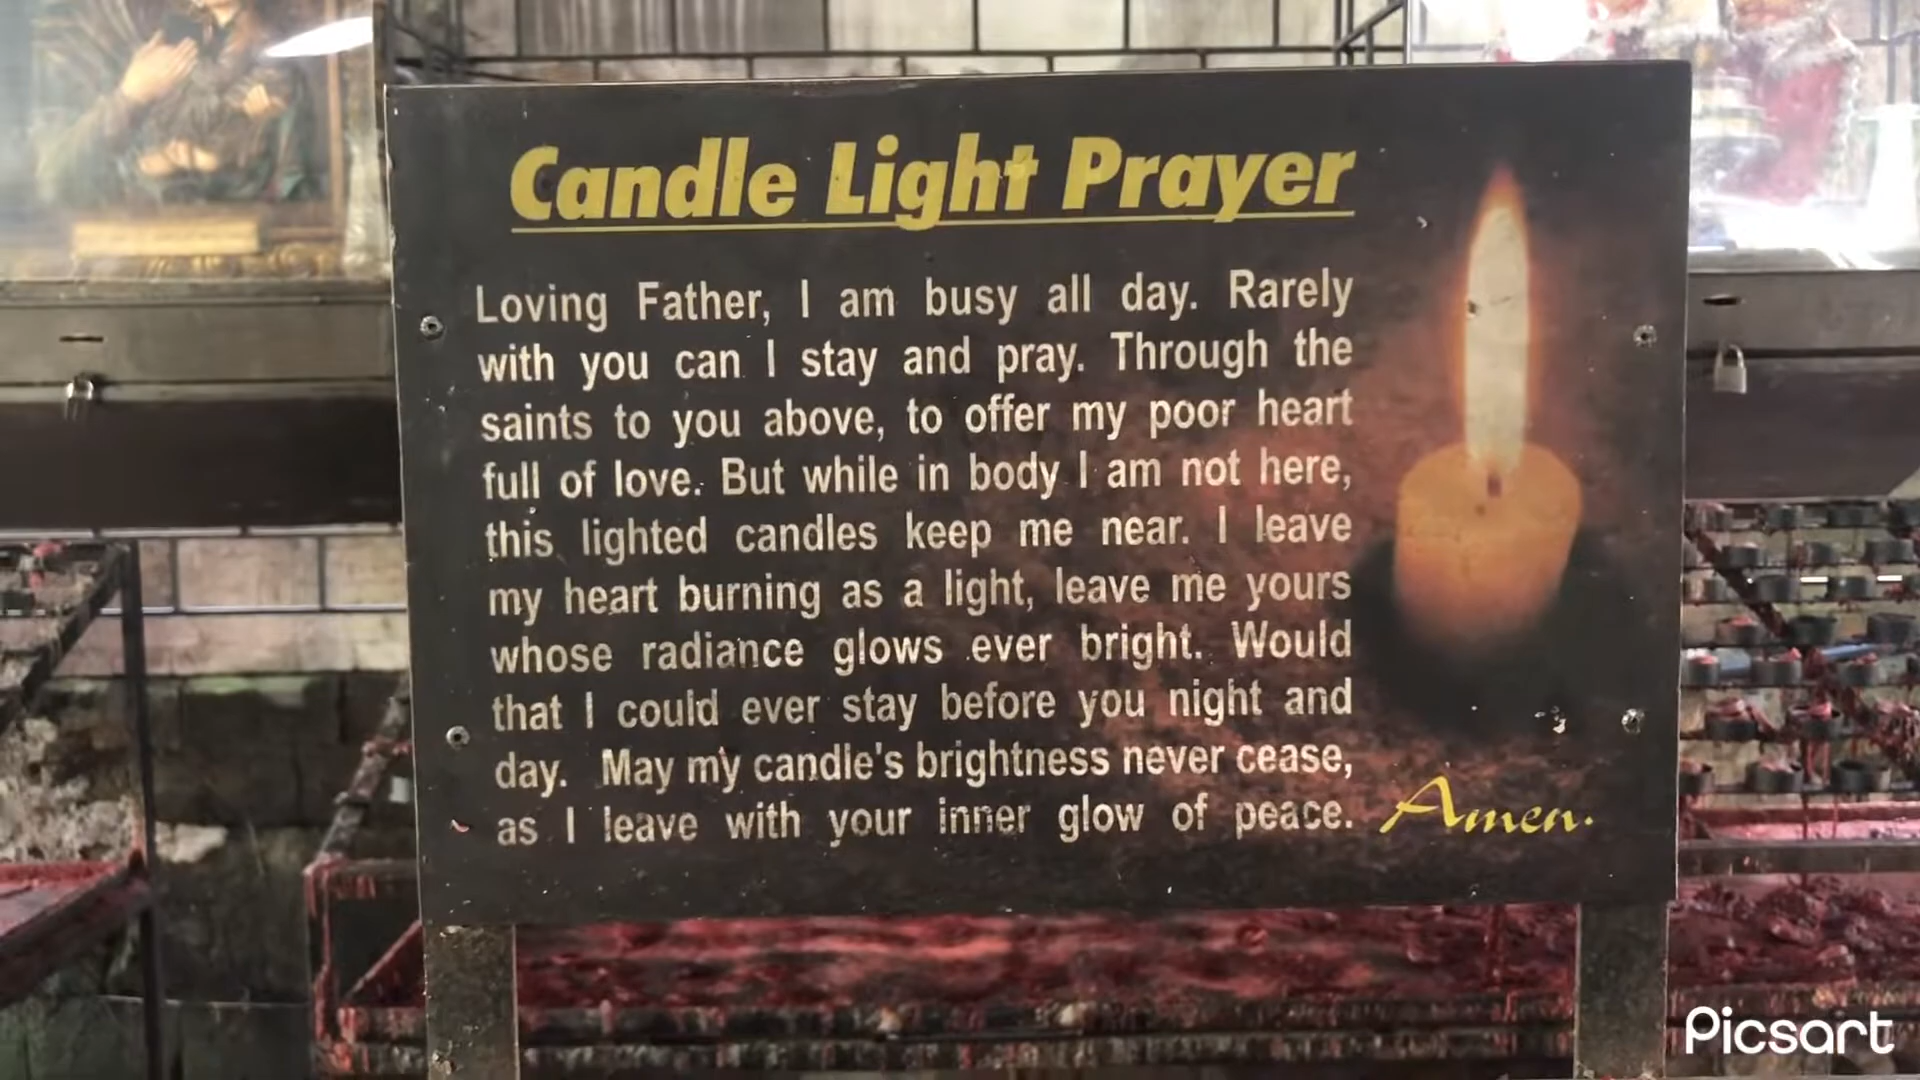 Candle Light Prayer
Loving Father, I am busy all day. Rarely
with you can I stay and pray. Through the
saints to you above, to offer my poor heart
full of love. But while in body I am not here,
this lighted candles keep me near. I leave
my heart burning as a light, leave me yours
whose radiance glows ever bright. Would
that I could ever stay before you night and
day. May my candle's brightness never cease,
as I leave with your inner glow of peace. Amen.
Picsart